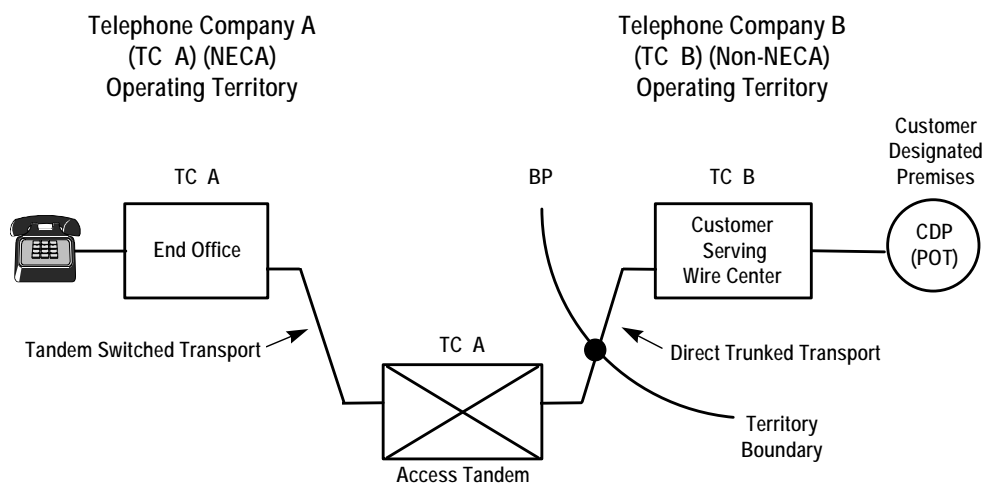 Telephone Company A
(TC A) (NECA)
Operating Territory
Telephone Company B
(TC B) (Non-NECA)
Operating Territory
Customer
Designated
Premises
TC A
BP
TC B
End Office
Customer
Serving
Wire Center
CDP
(POT)
Tandem Switched Transport
TC A
Direct Trunked Transport
Territory
Boundary
Access Tandem